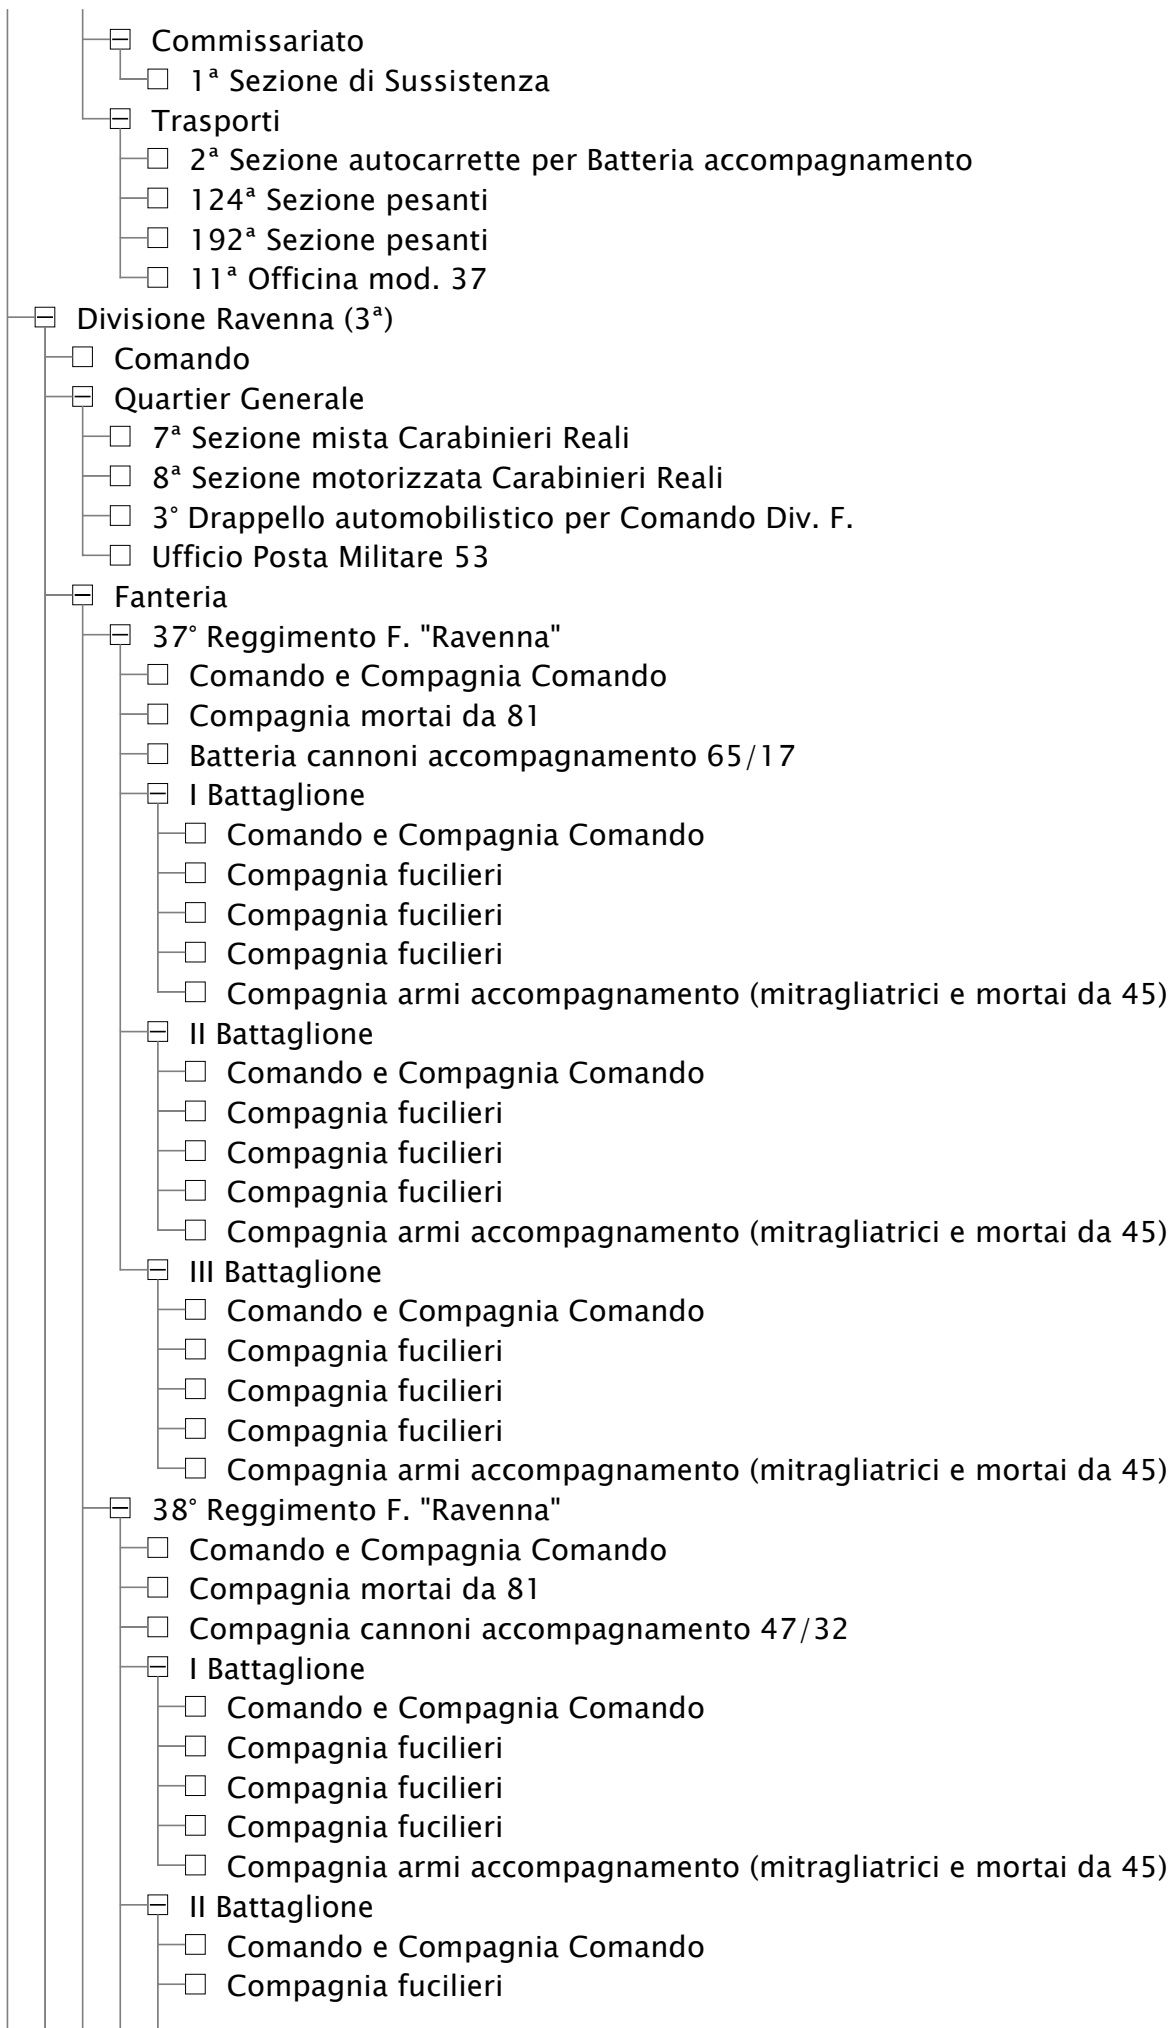 Commissariato
1ª Sezione di Sussistenza
Trasporti
2ª Sezione autocarrette per Batteria accompagnamento
124ª Sezione pesanti
192ª Sezione pesanti
11ª Officina mod. 37
Divisione Ravenna (3ª)
Comando
Quartier Generale
7ª Sezione mista Carabinieri Reali
8ª Sezione motorizzata Carabinieri Reali
3° Drappello automobilistico per Comando Div. F.
Ufficio Posta Militare 53
Fanteria
37° Reggimento F. "Ravenna"
Comando e Compagnia Comando
Compagnia mortai da 81
Batteria cannoni accompagnamento 65/17
I Battaglione
Comando e Compagnia Comando
Compagnia fucilieri
Compagnia fucilieri
Compagnia fucilieri
Compagnia armi accompagnamento (mitragliatrici e mortai da 45)
II Battaglione
Comando e Compagnia Comando
Compagnia fucilieri
Compagnia fucilieri
Compagnia fucilieri
Compagnia armi accompagnamento (mitragliatrici e mortai da 45)
III Battaglione
Comando e Compagnia Comando
Compagnia fucilieri
Compagnia fucilieri
Compagnia fucilieri
Compagnia armi accompagnamento (mitragliatrici e mortai da 45)
38° Reggimento F. "Ravenna"
Comando e Compagnia Comando
Compagnia mortai da 81
Compagnia cannoni accompagnamento 47/32
I Battaglione
Comando e Compagnia Comando
Compagnia fucilieri
Compagnia fucilieri
Compagnia fucilieri
Compagnia armi accompagnamento (mitragliatrici e mortai da 45)
II Battaglione
Comando e Compagnia Comando
Compagnia fucilieri